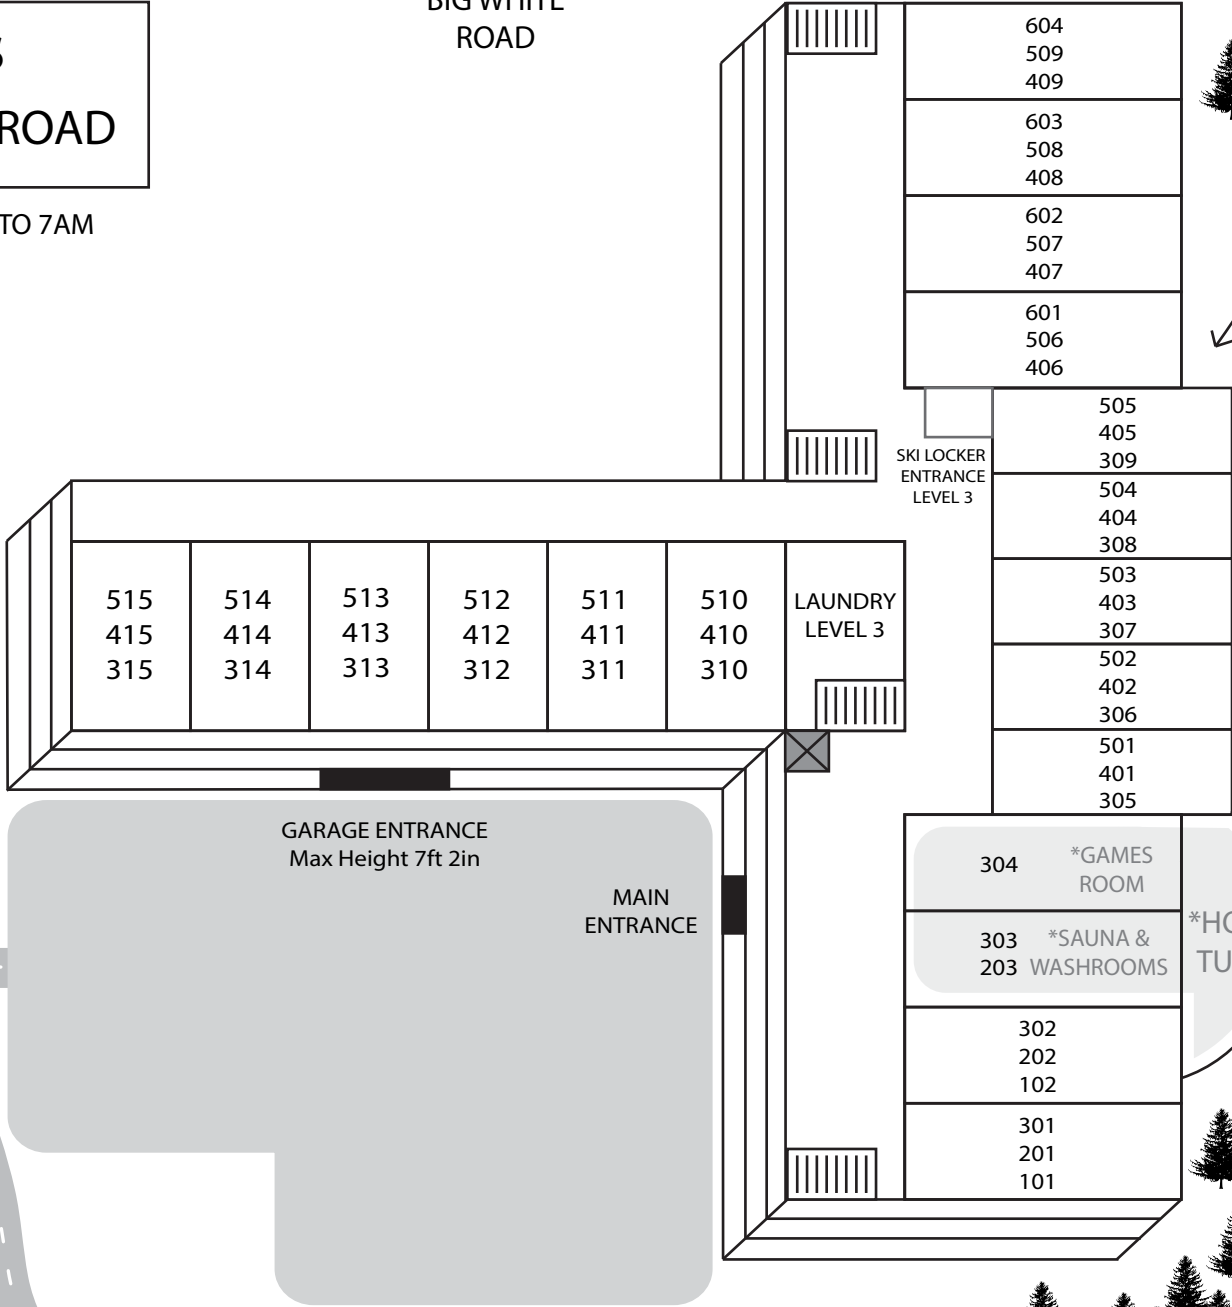 BIG WHITE
ROAD
S
ROAD
TO 7AM
604
509
409
603
508
408
602
507
407
601
506
406
505
405
309
SKI LOCKER
ENTRANCE
LEVEL 3
504
404
308
503
403
307
502
402
306
501
401
305
515
415
315
514
414
314
513
413
313
512
412
312
511
411
311
510
410
310
LAUNDRY
LEVEL 3
GARAGE ENTRANCE
Max Height 7ft 2in
MAIN
ENTRANCE
304
*GAMES
ROOM
303
203
*SAUNA &
WASHROOMS
*HO
TU
302
202
102
301
201
101